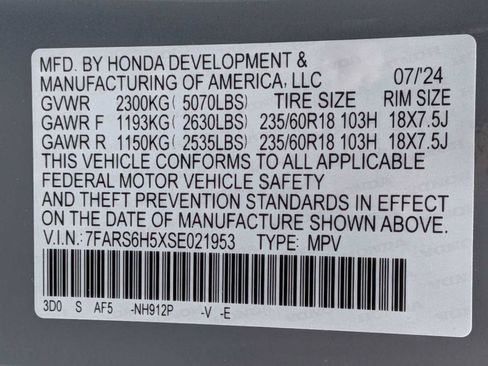 MFD. BY HONDA DEVELOPMENT &
MANUFACTURING OF AMERICA, LLC 07/'24
GVWR 2300KG( 5070LBS) TIRE SIZE RIM SIZE
GAWR F 1193KG( 2630LBS) 235/60R18 103H 18X7.5J
GAWR R 1150KG( 2535LBS) 235/60R18 103H 18X7.5J
THIS VEHICLE CONFORMS TO ALL APPLICABLE
FEDERAL MOTOR VEHICLE SAFETY
AND THEFT PREVENTION STANDARDS IN EFFECT
ON THE DATE OF MANUFACTURE SHOWN ABOVE.
V.I.N.: 7FARS6H5XSE021953 TYPE: MPV
3D0 S AF5 -NH912P -V -E